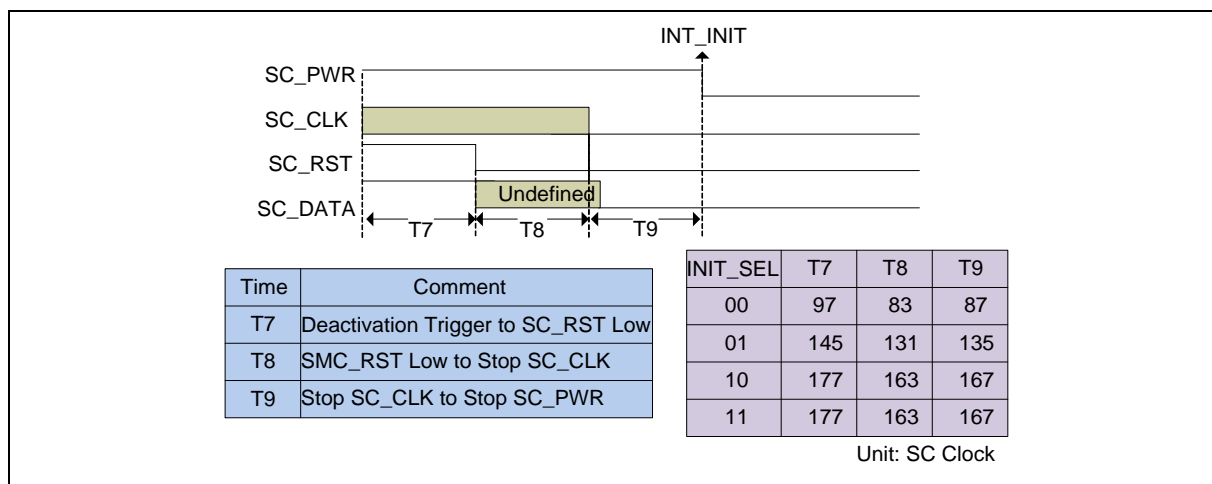 INT_INIT
SC_PWR
SC_CLK
SC_RST
Undefined
SC_DATA
T7 T8 T9
Time Comment
T7 Deactivation Trigger to SC_RST Low
T8 SMC_RST Low to Stop SC_CLK
T9 Stop SC_CLK to Stop SC_PWR
INIT_SEL T7 T8 T9
00 97 83 87
01 145 131 135
10 177 163 167
11 177 163 167
Unit: SC Clock